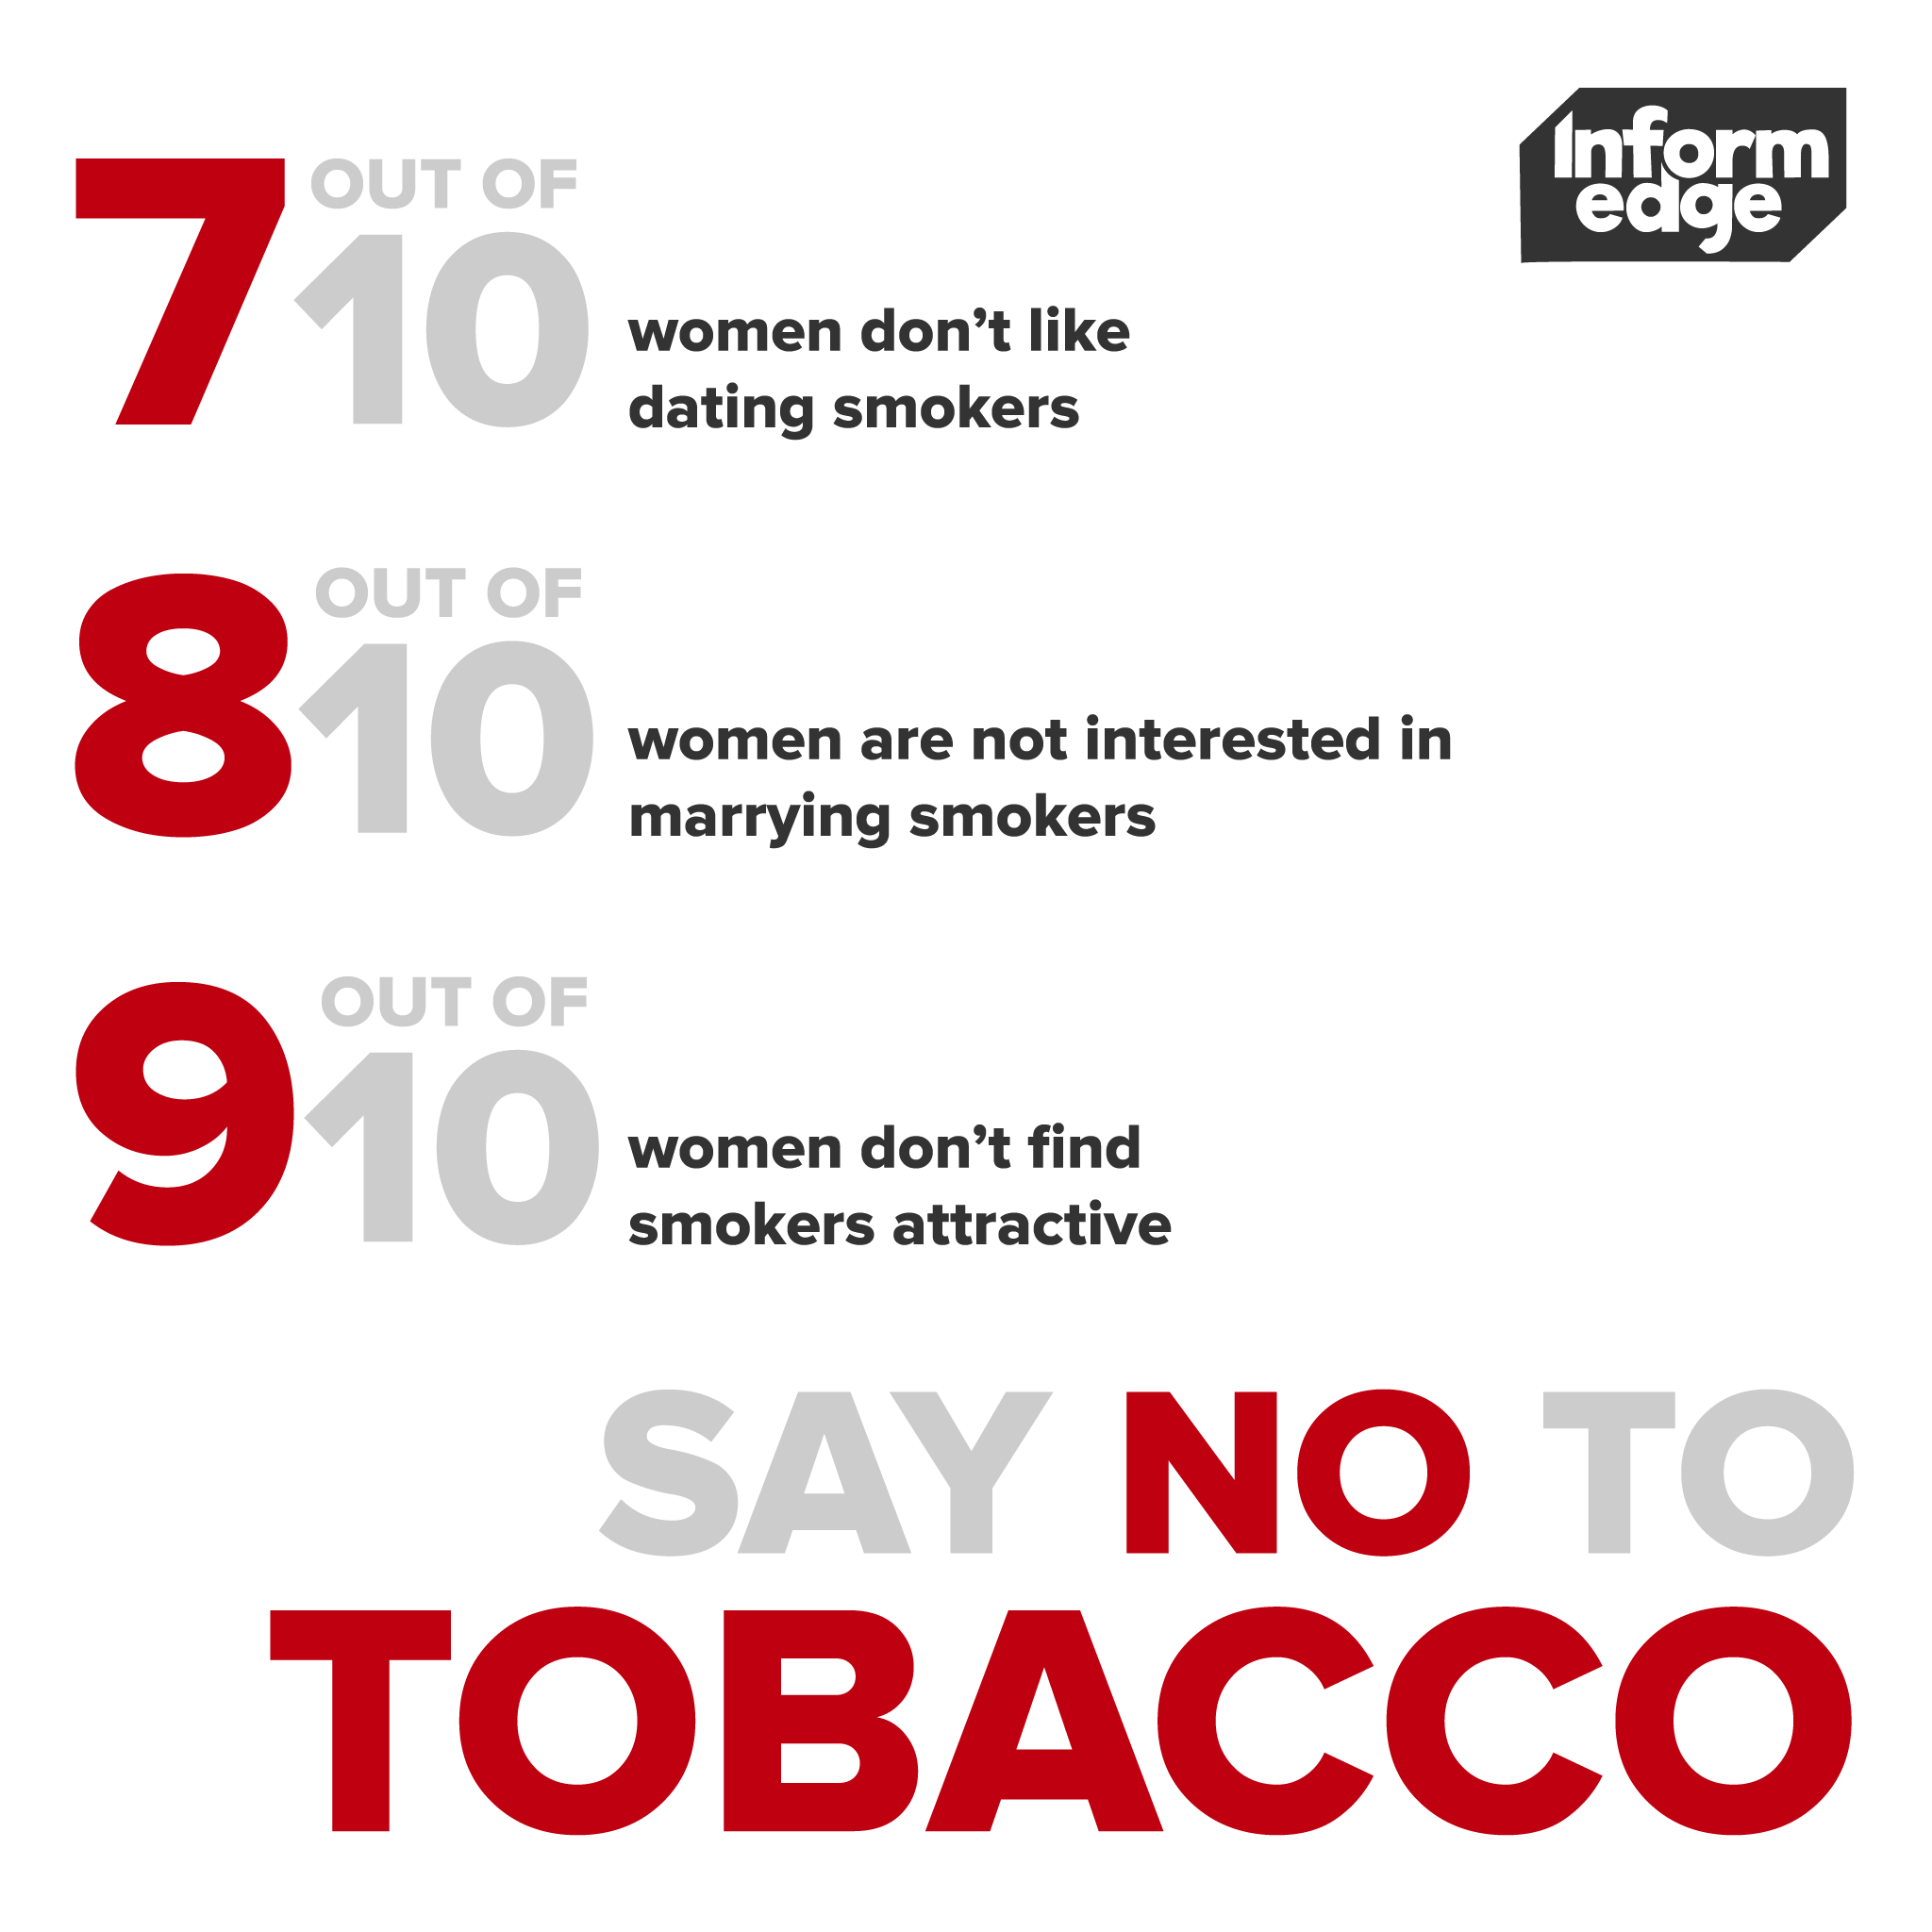 Inform
edge
7 OUT OF
10
women don’t like
dating smokers
8 OUT OF
10
women are not interested in
marrying smokers
9 OUT OF
10
women don’t find
smokers attractive
SAY NO TO
TOBACCO